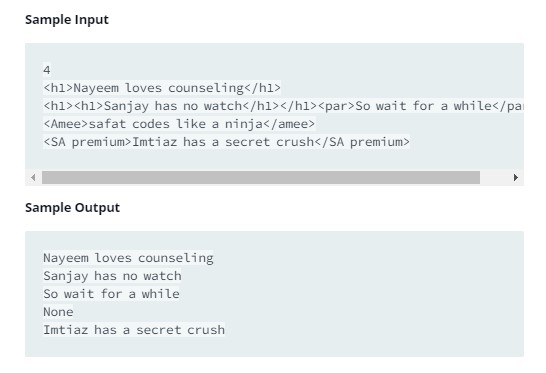 Sample Input
4
<h1>Nayeem loves counseling</h1>
<h1><h1>Sanjay has no watch</h1></h1><par>So wait for a while</pa
<Amee>safat codes like a ninja</amee>
<SA premium>Imtiaz has a secret crush</SA premium>
Sample Output
Nayeem loves counseling
Sanjay has no watch
So wait for a while
None
Imtiaz has a secret crush